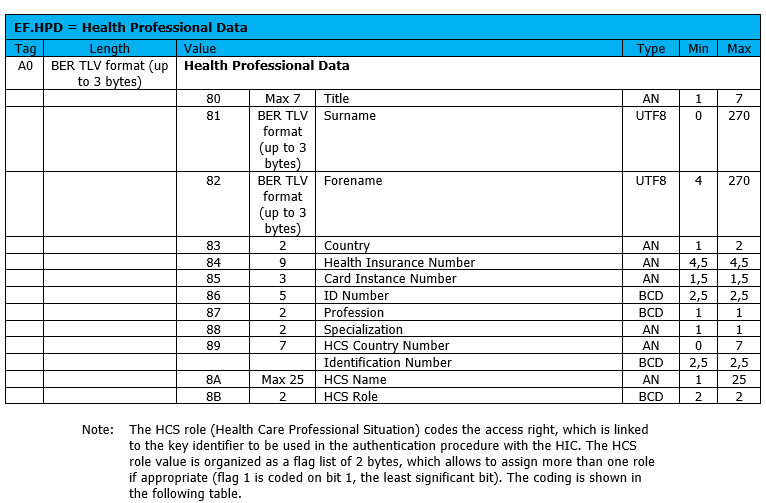 EF.HPD = Health Professional Data
Tag Length Value Type Min Max
A0 BER TLV format (up to 3 bytes) Health Professional Data
80 Max 7 Title AN 1 7
81 BER TLV format (up to 3 bytes) Surname UTF8 0 270
82 BER TLV format (up to 3 bytes) Forename UTF8 4 270
83 2 Country AN 1 2
84 9 Health Insurance Number AN 4,5 4,5
85 3 Card Instance Number AN 1,5 1,5
86 5 ID Number BCD 2,5 2,5
87 2 Profession BCD 1 1
88 2 Specialization AN 1 1
89 7 HCS Country Number AN 0 7
Identification Number BCD 2,5 2,5
8A Max 25 HCS Name AN 1 25
8B 2 HCS Role BCD 2 2
Note: The HCS role (Health Care Professional Situation) codes the access right, which is linked
to the key identifier to be used in the authentication procedure with the HIC. The HCS
role value is organized as a flag list of 2 bytes, which allows to assign more than one role
if appropriate (flag 1 is coded on bit 1, the least significant bit). The coding is shown in
the following table.